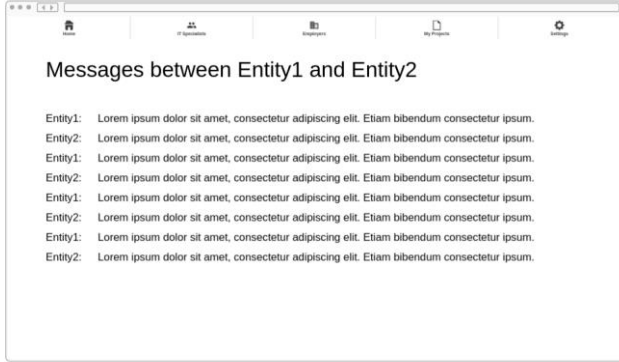 Home
IT Specialists
Employers
My Projects
Settings
Messages between Entity1 and Entity2
Entity1: Lorem ipsum dolor sit amet, consectetur adipiscing elit. Etiam bibendum consectetur ipsum.
Entity2: Lorem ipsum dolor sit amet, consectetur adipiscing elit. Etiam bibendum consectetur ipsum.
Entity1: Lorem ipsum dolor sit amet, consectetur adipiscing elit. Etiam bibendum consectetur ipsum.
Entity2: Lorem ipsum dolor sit amet, consectetur adipiscing elit. Etiam bibendum consectetur ipsum.
Entity1: Lorem ipsum dolor sit amet, consectetur adipiscing elit. Etiam bibendum consectetur ipsum.
Entity2: Lorem ipsum dolor sit amet, consectetur adipiscing elit. Etiam bibendum consectetur ipsum.
Entity1: Lorem ipsum dolor sit amet, consectetur adipiscing elit. Etiam bibendum consectetur ipsum.
Entity2: Lorem ipsum dolor sit amet, consectetur adipiscing elit. Etiam bibendum consectetur ipsum.